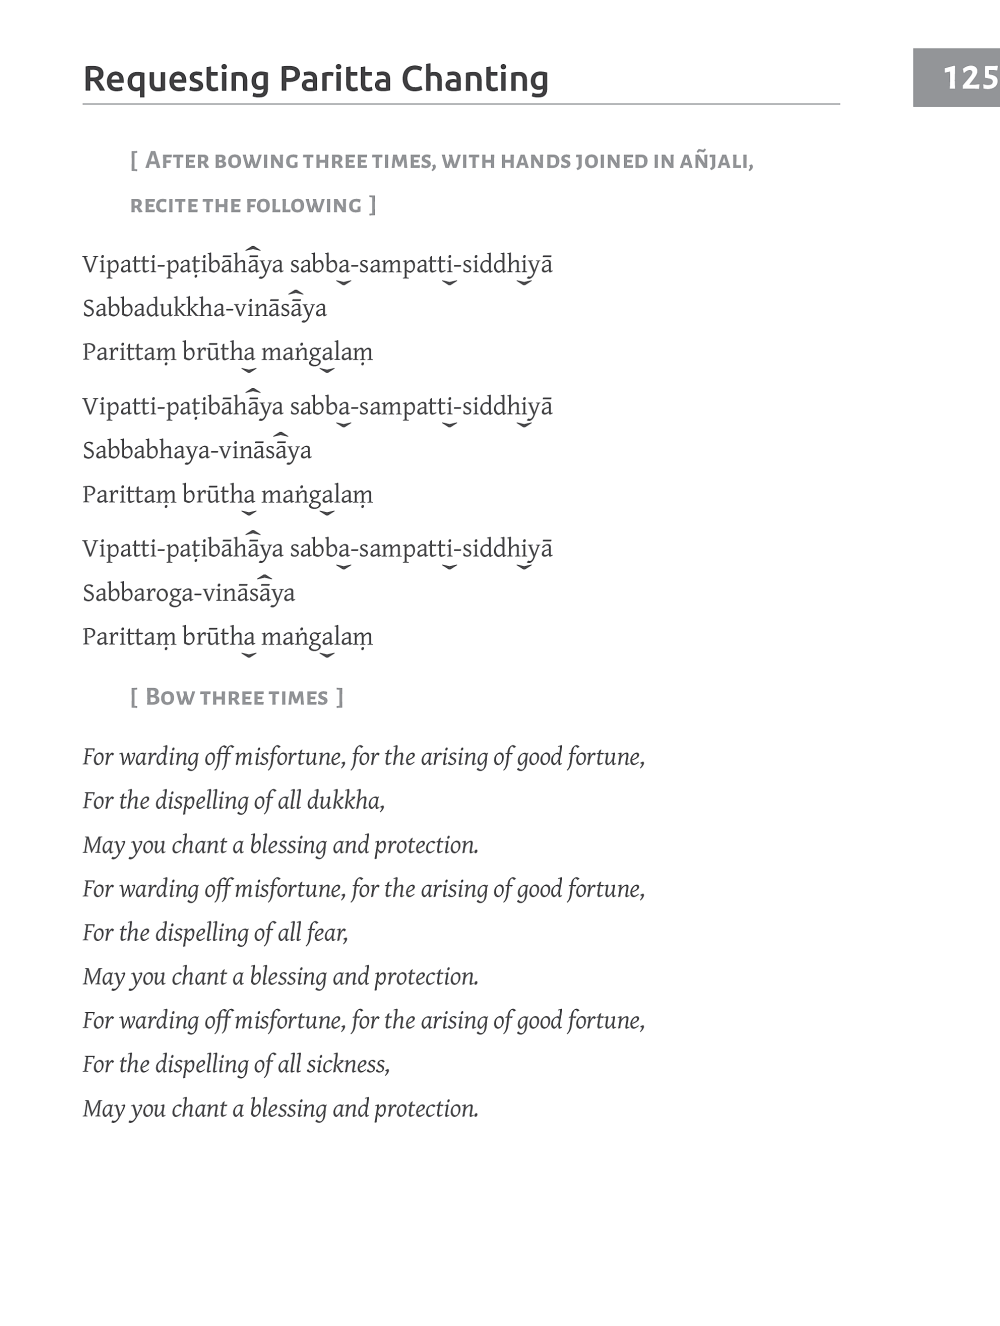 Requesting Paritta Chanting
125
[ After bowing three times, with hands joined in añjali,
recite the following ]
Vipatti-paṭibāhāya sabba-sampatti-siddhiyā
Sabbadukkha-vināsāya
Parittaṃ brūtha maṅgalaṃ
Vipatti-paṭibāhāya sabba-sampatti-siddhiyā
Sabbabhaya-vināsāya
Parittaṃ brūtha maṅgalaṃ
Vipatti-paṭibāhāya sabba-sampatti-siddhiyā
Sabbaroga-vināsāya
Parittaṃ brūtha maṅgalaṃ
[ Bow three times ]
For warding off misfortune, for the arising of good fortune,
For the dispelling of all dukkha,
May you chant a blessing and protection.
For warding off misfortune, for the arising of good fortune,
For the dispelling of all fear,
May you chant a blessing and protection.
For warding off misfortune, for the arising of good fortune,
For the dispelling of all sickness,
May you chant a blessing and protection.